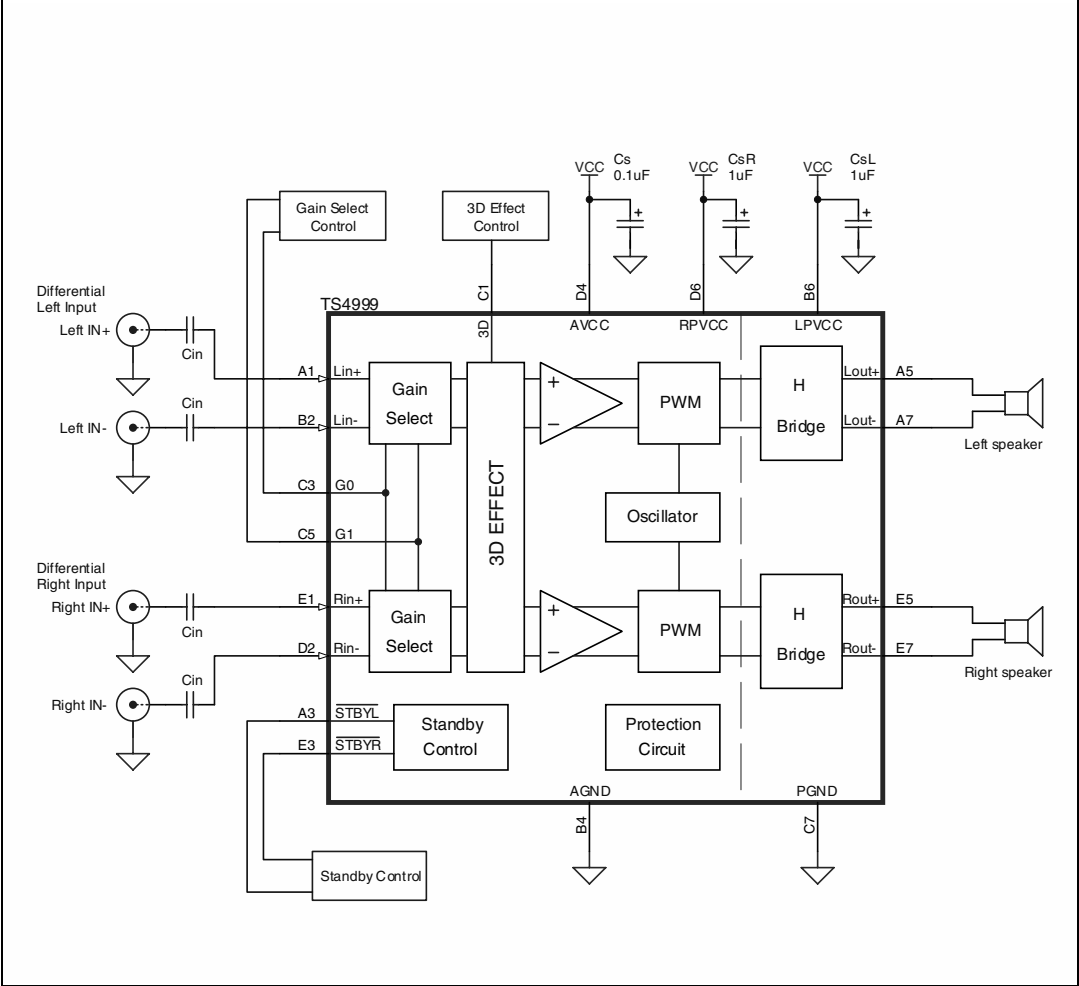 VCC
Cs
0.1uF
VCC
CsR
1uF
VCC
CsL
1uF
Gain Select
Control
3D Effect
Control
C1
D4
D6
B6
TS4999
3D
AVCC
RPVCC
LPVCC
Differential
Left Input
Left IN+
Cin
A1
Lin+
Cin
Left IN-
B2
Lin-
Gain
Select
C3
G0
C5
G1
3D EFFECT
+
−
PWM
H
Bridge
Lout+
A5
Lout-
A7
Left speaker
Oscillator
Differential
Right Input
Right IN+
Cin
E1
Rin+
Cin
Right IN-
D2
Rin-
Gain
Select
+
−
PWM
H
Bridge
Rout+
E5
Rout-
E7
Right speaker
A3
STBYL
E3
STBYR
Standby
Control
Protection
Circuit
AGND
PGND
B4
C7
Standby Control
+
+
+